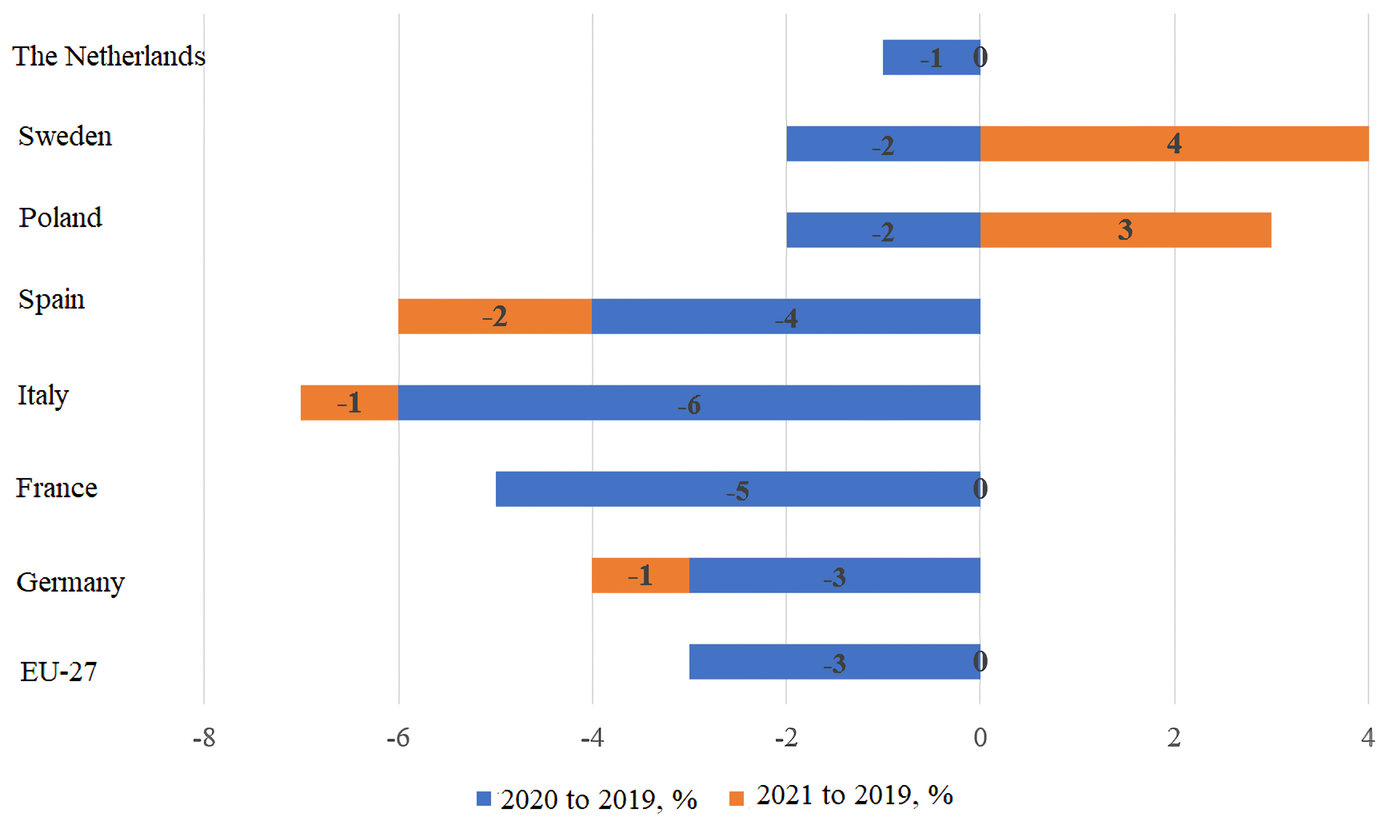 The Netherlands -1 0
Sweden -2 4
Poland -2 3
Spain -2 -4
Italy -1 -6
France -5 0
Germany -1 -3
EU-27 -3 0
-8 -6 -4 -2 0 2 4
2020 to 2019, % 2021 to 2019, %